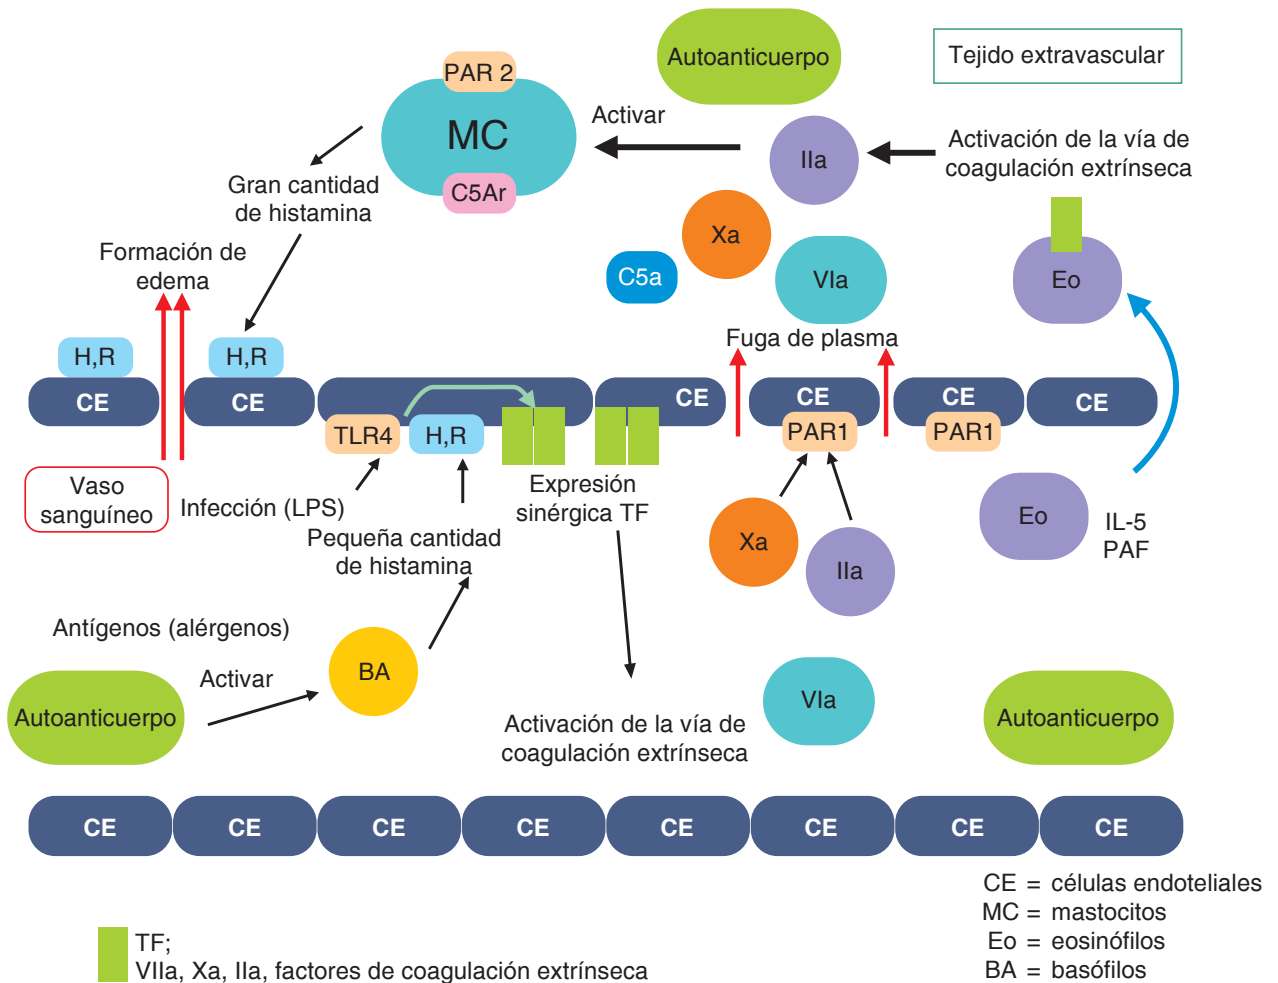 Autoanticuerpo
Tejido extravascular
PAR 2
MC
C5Ar
Activar
IIa
Activación de la vía de
coagulación extrínseca
Gran cantidad
de histamina
Xa
Formación de
edema
C5a
VIa
Eo
Fuga de plasma
H,R
H,R
CE
CE
CE
CE
CE
CE
TLR4
H,R
PAR1
PAR1
Vaso
sanguíneo
Infección (LPS)
Expresión
sinérgica TF
Pequeña cantidad
de histamina
Xa
IIa
Eo
IL-5
PAF
Antígenos (alérgenos)
Activar
BA
Autoanticuerpo
VIa
Autoanticuerpo
Activación de la vía de
coagulación extrínseca
CE
CE
CE
CE
CE
CE
CE
CE
CE = células endoteliales
MC = mastocitos
Eo = eosinófilos
BA = basófilos
TF;
VIIa, Xa, IIa, factores de coagulación extrínseca